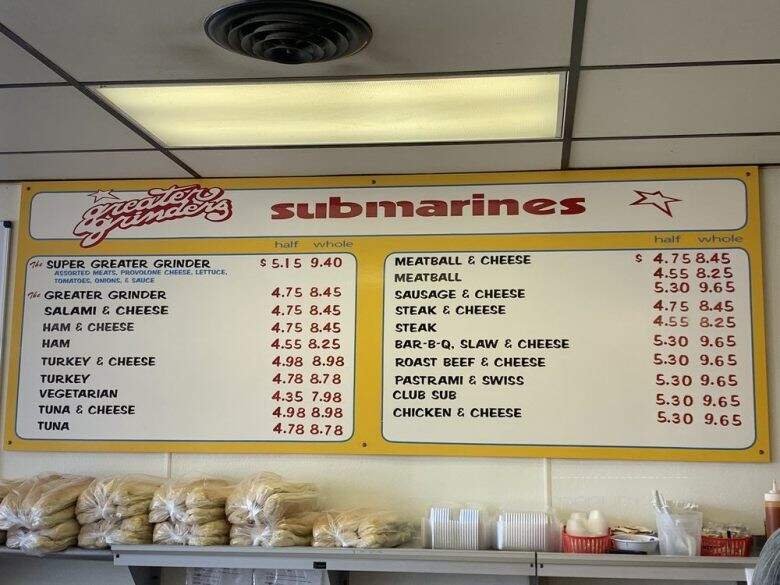 Greater Grinders submarines
half whole
The SUPER GREATER GRINDER $ 5.15 9.40
ASSORTED MEATS, PROVOLONE CHEESE, LETTUCE,
TOMATOES, ONIONS, & SAUCE
The GREATER GRINDER 4.75 8.45
SALAMI & CHEESE 4.75 8.45
HAM & CHEESE 4.75 8.45
HAM 4.55 8.25
TURKEY & CHEESE 4.98 8.98
TURKEY 4.78 8.78
VEGETARIAN 4.35 7.98
TUNA & CHEESE 4.98 8.98
TUNA 4.78 8.78
half whole
MEATBALL & CHEESE $ 4.75 8.45
MEATBALL 4.55 8.25
SAUSAGE & CHEESE 5.30 9.65
STEAK & CHEESE 4.75 8.45
STEAK 4.55 8.25
BAR-B-Q, SLAW & CHEESE 5.30 9.65
ROAST BEEF & CHEESE 5.30 9.65
PASTRAMI & SWISS 5.30 9.65
CLUB SUB 5.30 9.65
CHICKEN & CHEESE 5.30 9.65